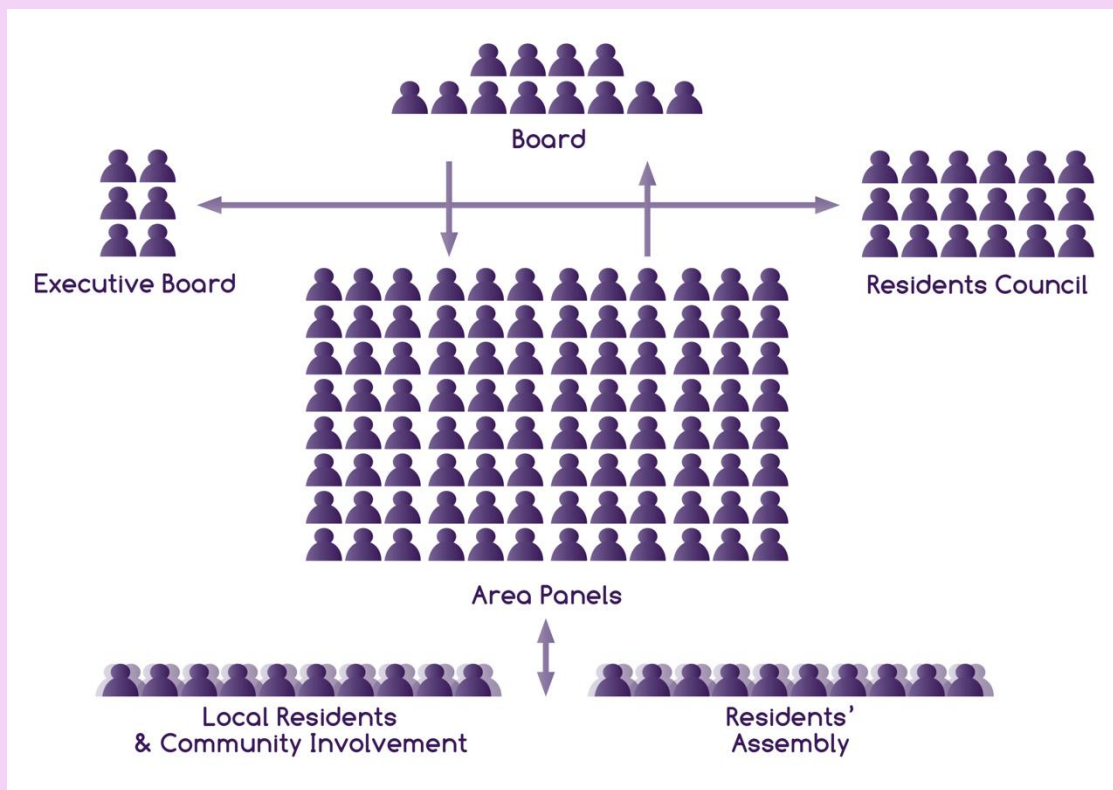 Board
Executive Board
Residents Council
Area Panels
Local Residents
& Community Involvement
Residents'
Assembly